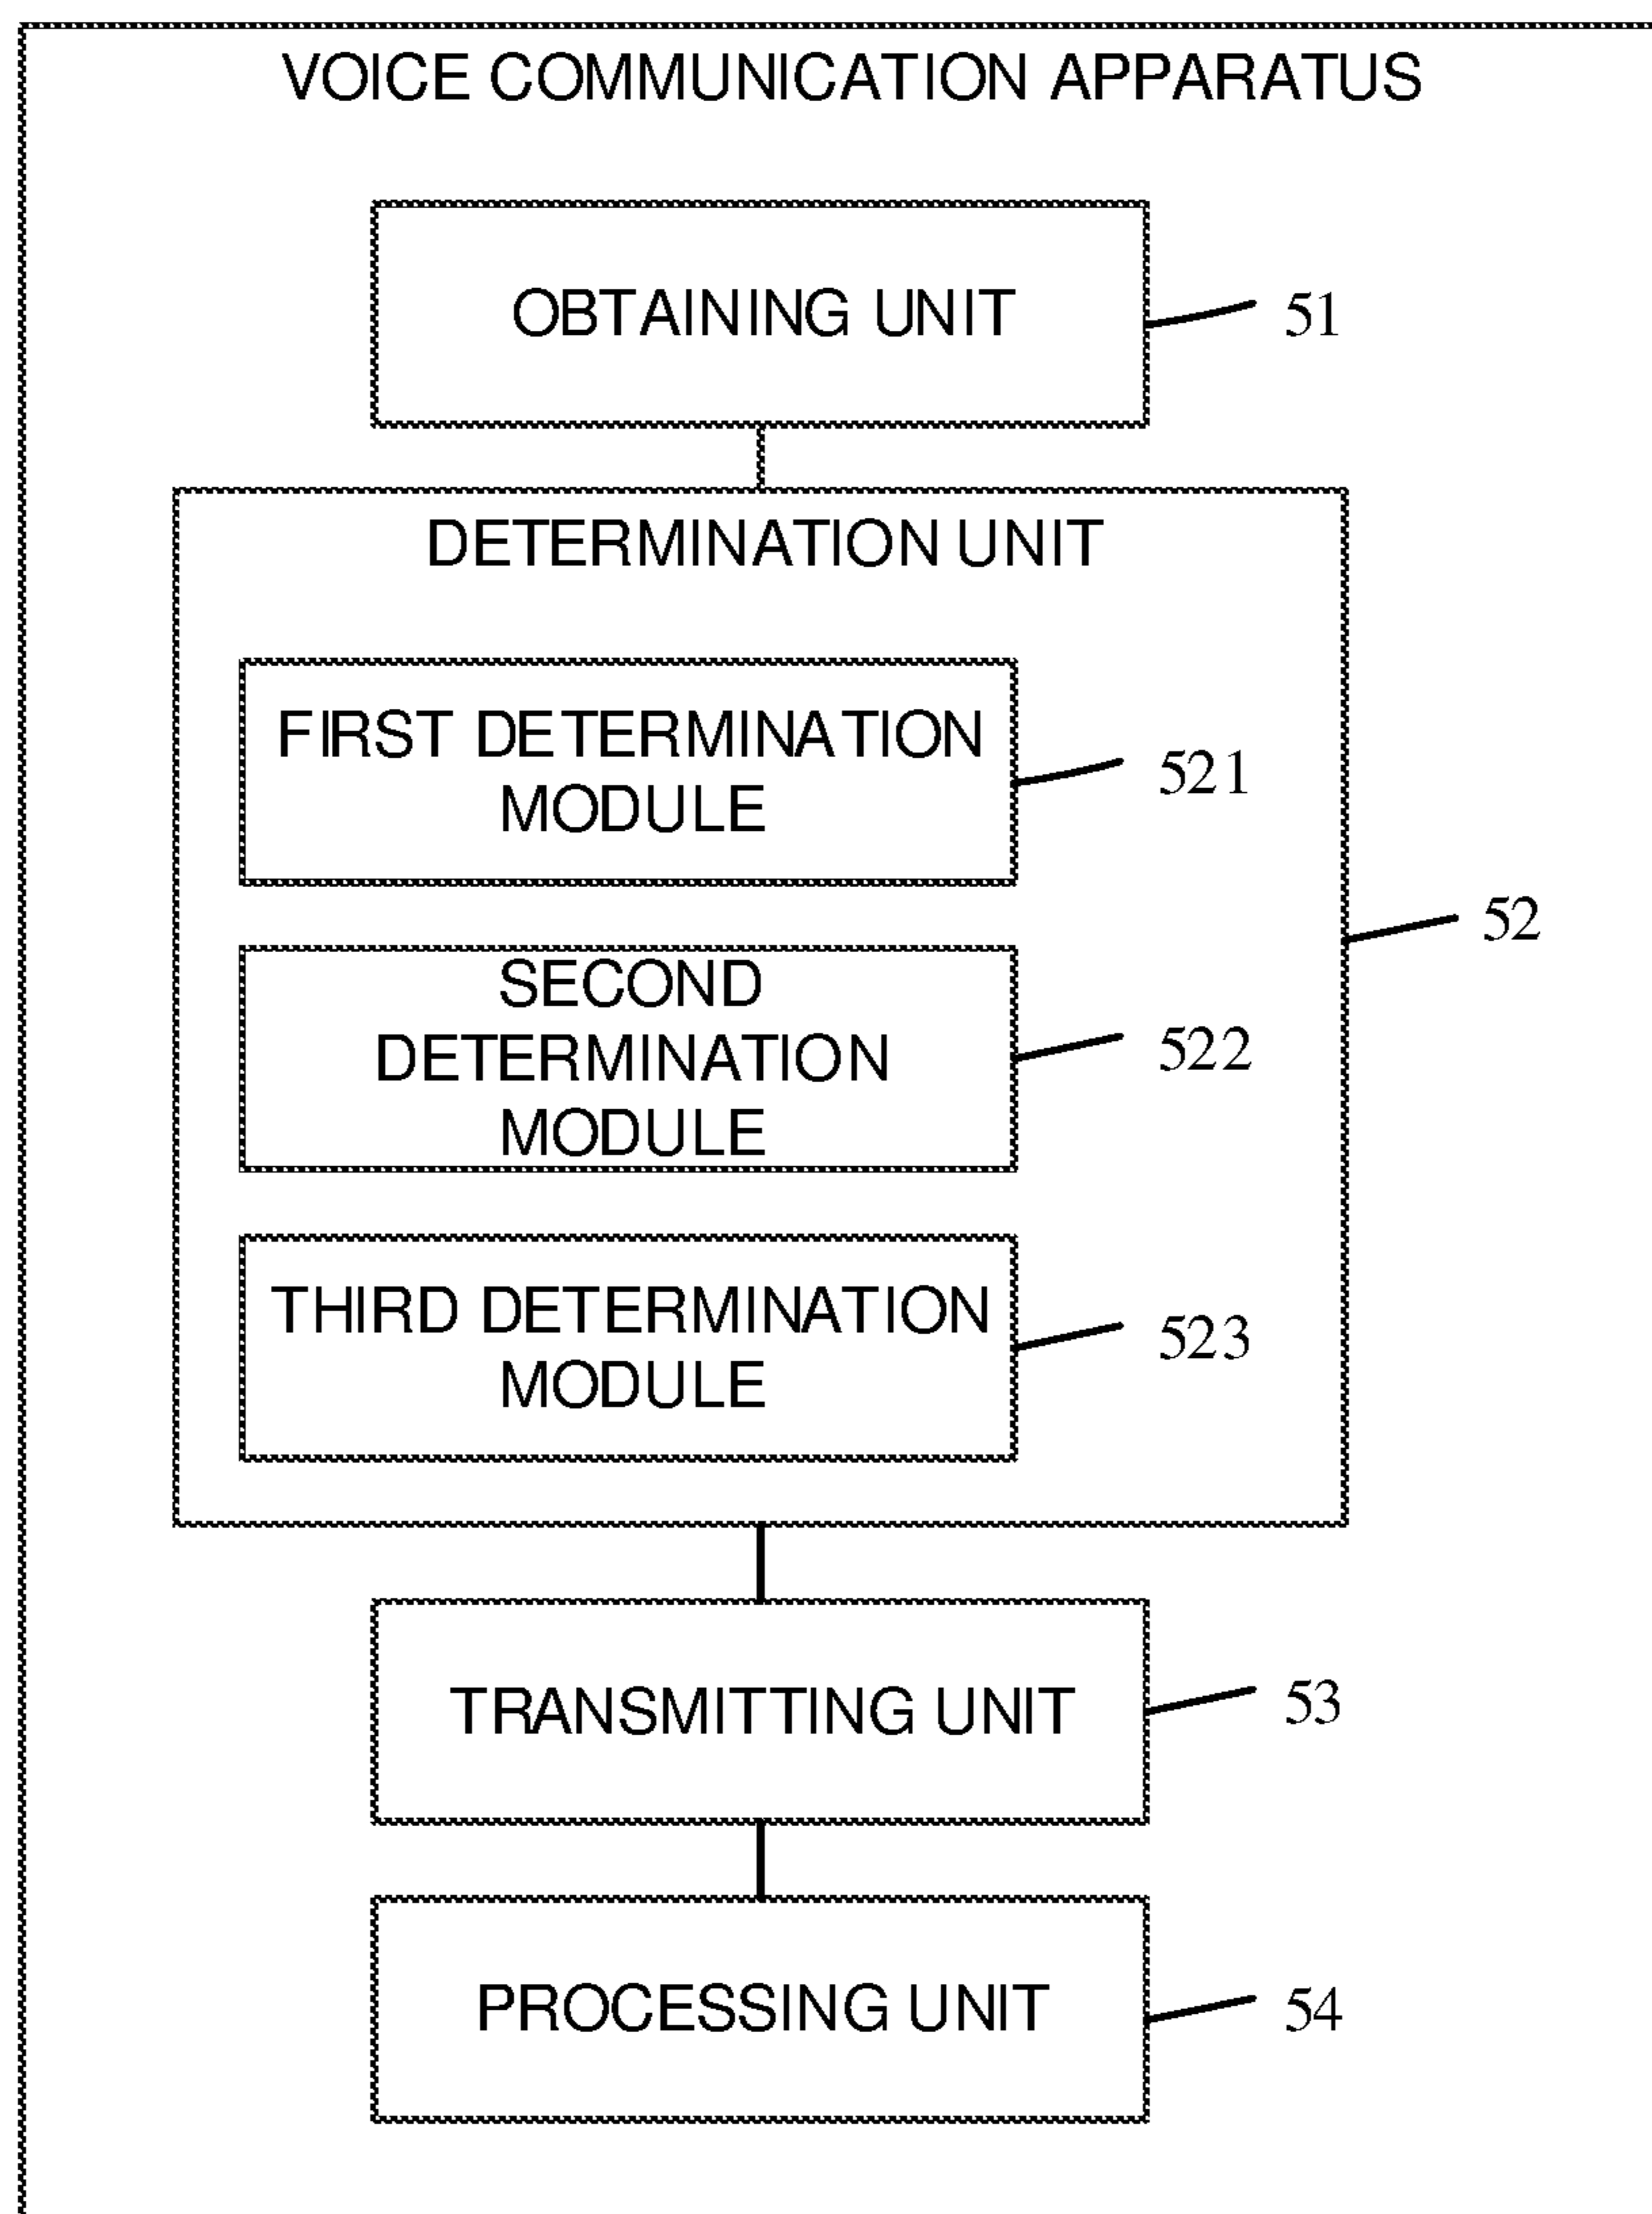 VOICE COMMUNICATION APPARATUS
OBTAINING UNIT
51
DETERMINATION UNIT
FIRST DETERMINATION
MODULE
521
52
SECOND
DETERMINATION
MODULE
522
THIRD DETERMINATION
MODULE
523
TRANSMITTING UNIT
53
PROCESSING UNIT
54